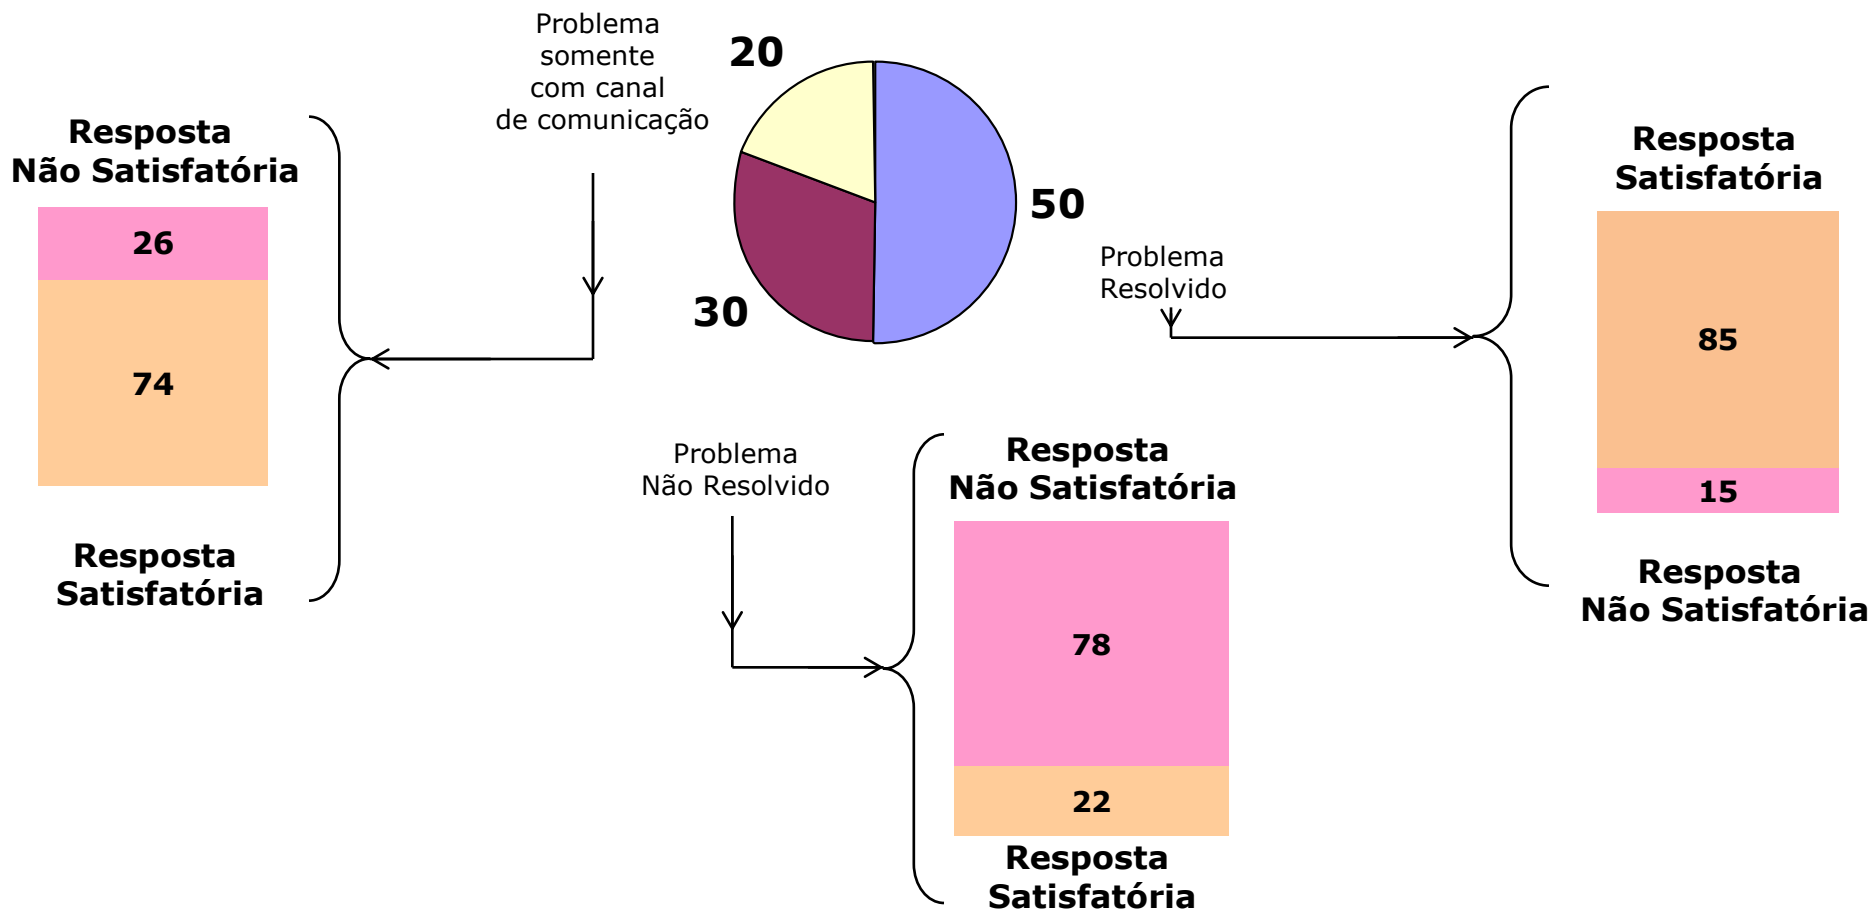 Problema
somente
com canal
de comunicação
20
50
30
Resposta
Não Satisfatória
26
74
Resposta
Satisfatória
Problema
Resolvido
Resposta
Satisfatória
85
15
Resposta
Não Satisfatória
Problema
Não Resolvido
Resposta
Não Satisfatória
78
22
Resposta
Satisfatória